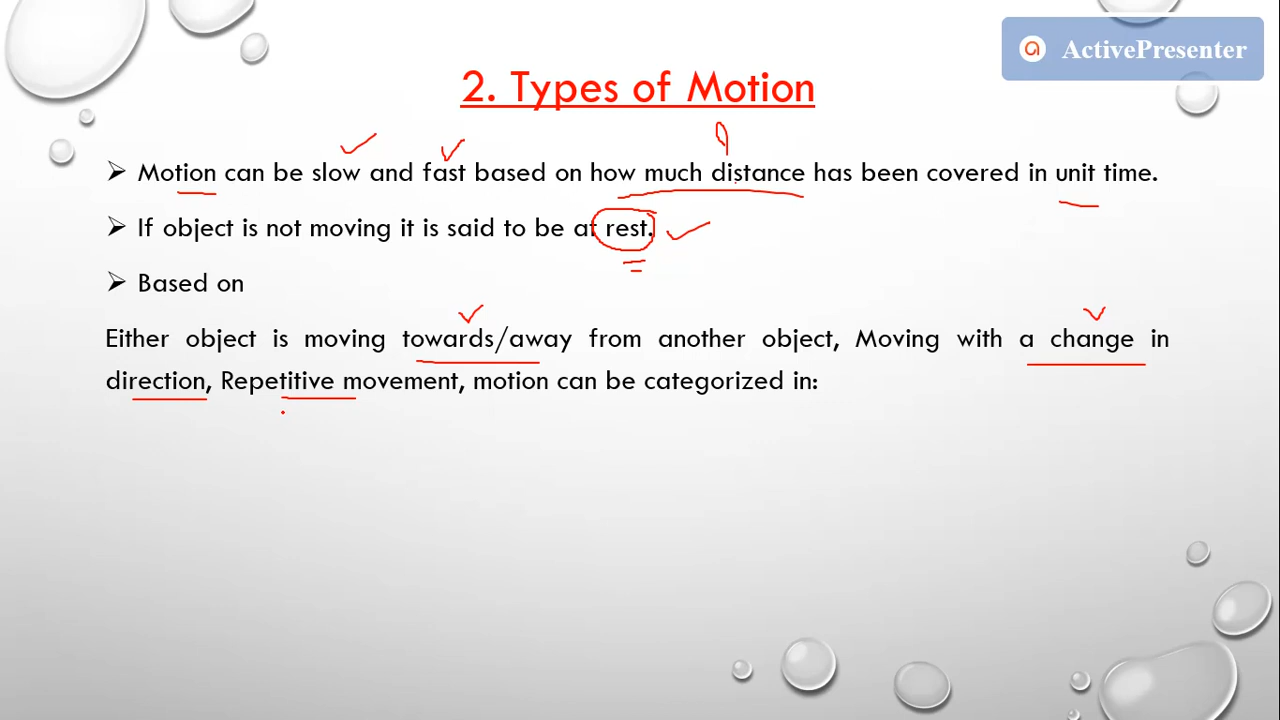 ActivePresenter
2. Types of Motion
➢ Motion can be slow and fast based on how much distance has been covered in unit time.
➢ If object is not moving it is said to be at rest.
➢ Based on
Either object is moving towards/away from another object, Moving with a change in
direction, Repetitive movement, motion can be categorized in: